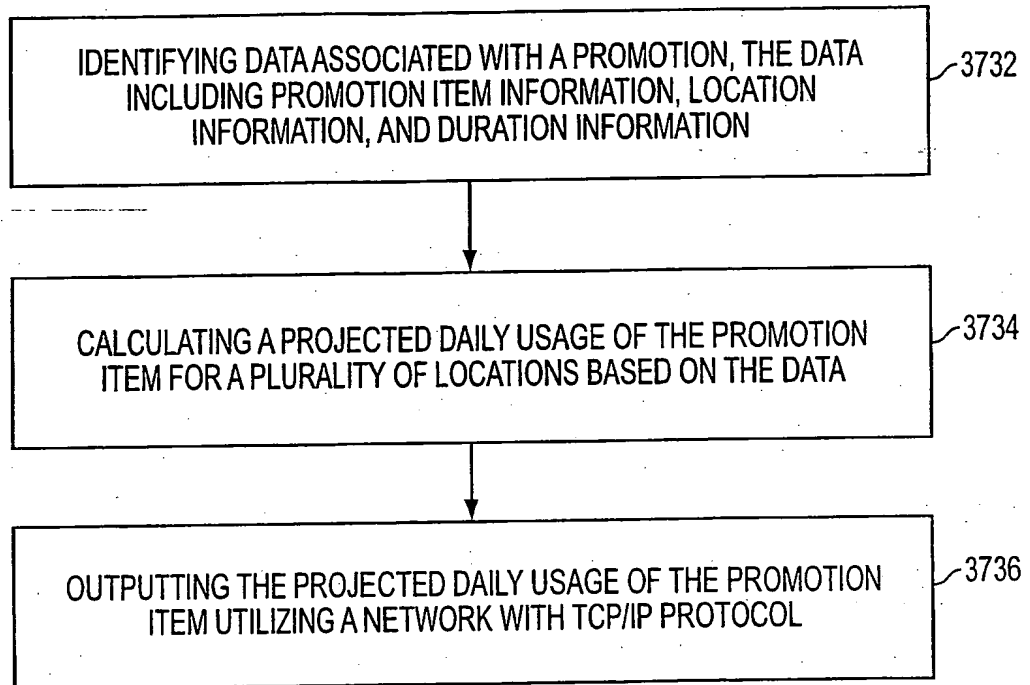 IDENTIFYING DATA ASSOCIATED WITH A PROMOTION, THE DATA
INCLUDING PROMOTION ITEM INFORMATION, LOCATION
INFORMATION, AND DURATION INFORMATION
3732
CALCULATING A PROJECTED DAILY USAGE OF THE PROMOTION
ITEM FOR A PLURALITY OF LOCATIONS BASED ON THE DATA
3734
OUTPUTTING THE PROJECTED DAILY USAGE OF THE PROMOTION
ITEM UTILIZING A NETWORK WITH TCP/IP PROTOCOL
3736